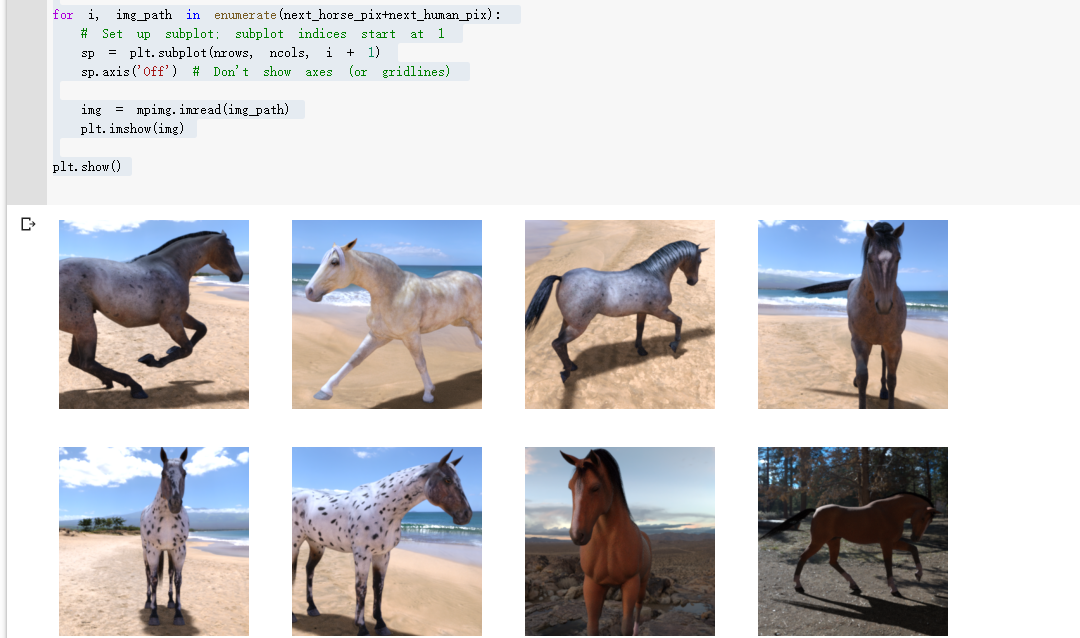 for i, img_path in enumerate(next_horse_pix+next_human_pix):
# Set up subplot; subplot indices start at 1
sp = plt.subplot(nrows, ncols, i + 1)
sp.axis('Off') # Don't show axes (or gridlines)
img = mpimg.imread(img_path)
plt.imshow(img)
plt.show()